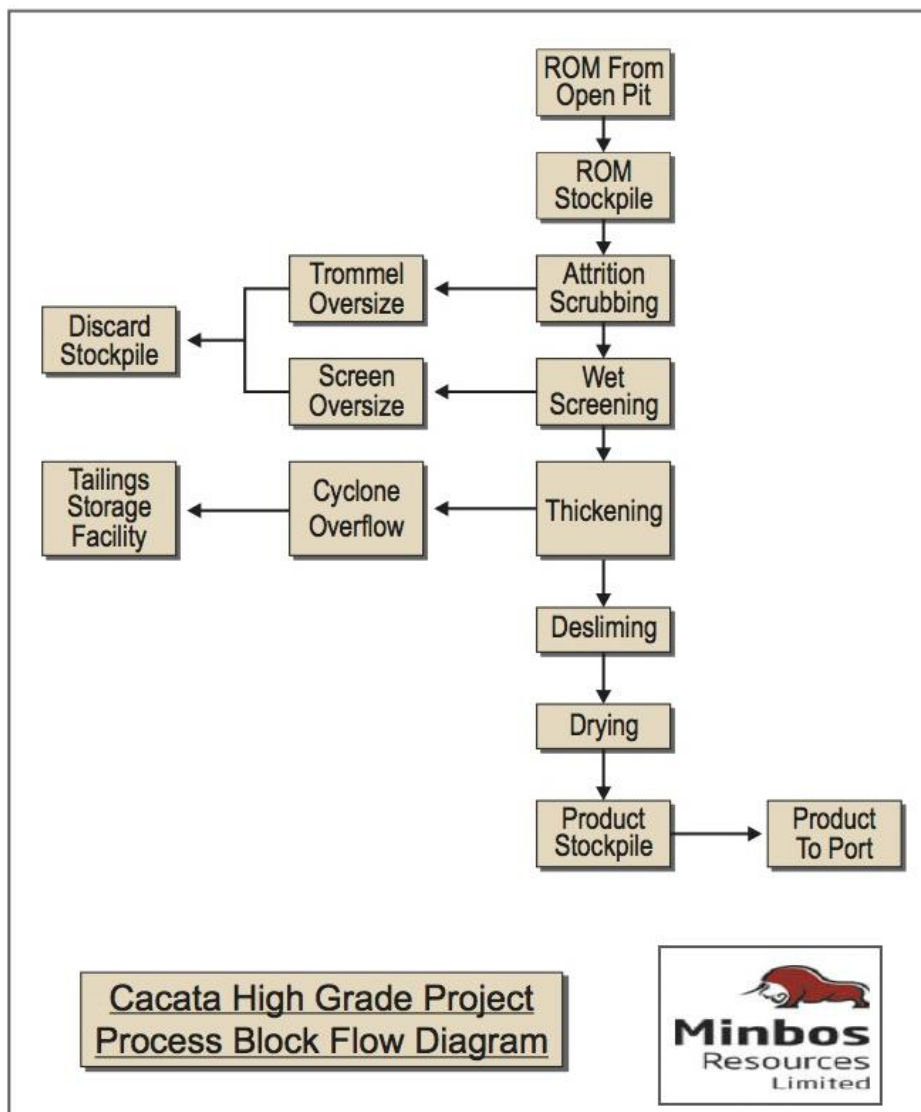 ROM From
Open Pit
ROM
Stockpile
Trommel
Oversize
Attrition
Scrubbing
Discard
Stockpile
Screen
Oversize
Wet
Screening
Tailings
Storage
Facility
Cyclone
Overflow
Thickening
Desliming
Drying
Product
Stockpile
Product
To Port
Cacata High Grade Project
Process Block Flow Diagram
Minbos
Resources
Limited